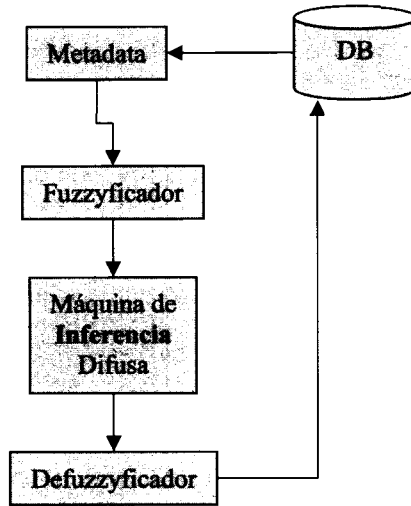 Metadata
DB
Fuzzyficador
Máquina de
Inferencia
Difusa
Defuzzyficador